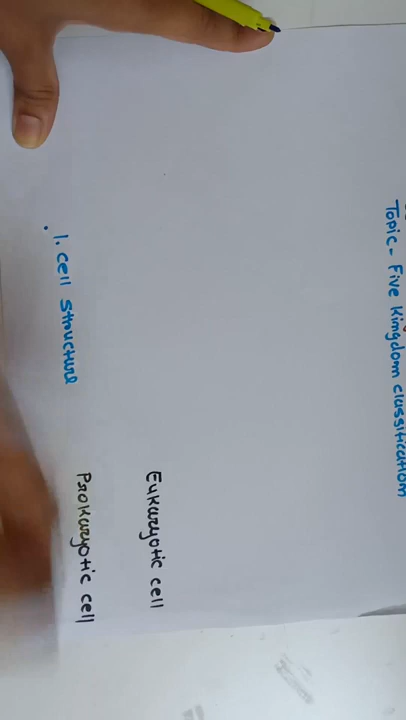 Topic- Five Kingdom classification
Eukaryotic cell
1. cell structure
Prokaryotic cell